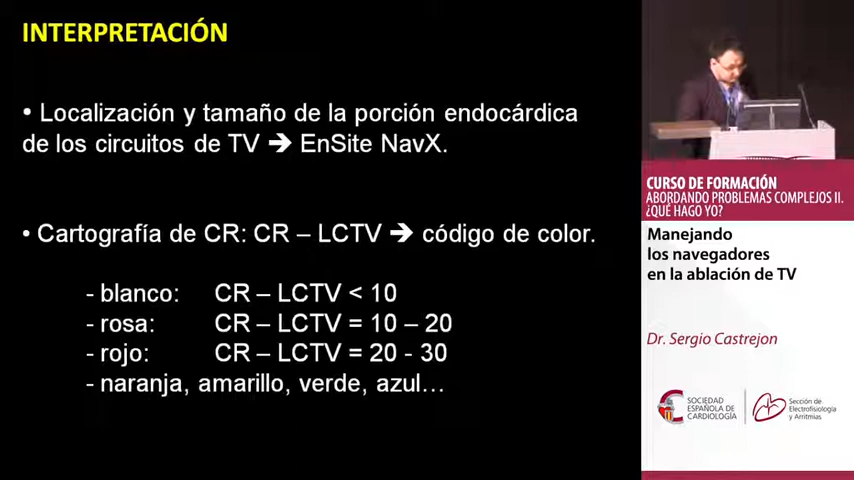 INTERPRETACIÓN
• Localización y tamaño de la porción endocárdica
de los circuitos de TV ➔ EnSite NavX.
• Cartografía de CR: CR – LCTV ➔ código de color.
- blanco: CR – LCTV < 10
- rosa: CR – LCTV = 10 – 20
- rojo: CR – LCTV = 20 - 30
- naranja, amarillo, verde, azul…
CURSO DE FORMACIÓN
ABORDANDO PROBLEMAS COMPLEJOS II.
¿QUÉ HAGO YO?
Manejando
los navegadores
en la ablación de TV
Dr. Sergio Castrejon
SOCIEDAD
ESPAÑOLA DE
CARDIOLOGÍA
Sección de
Electrofisiología
y Arritmias